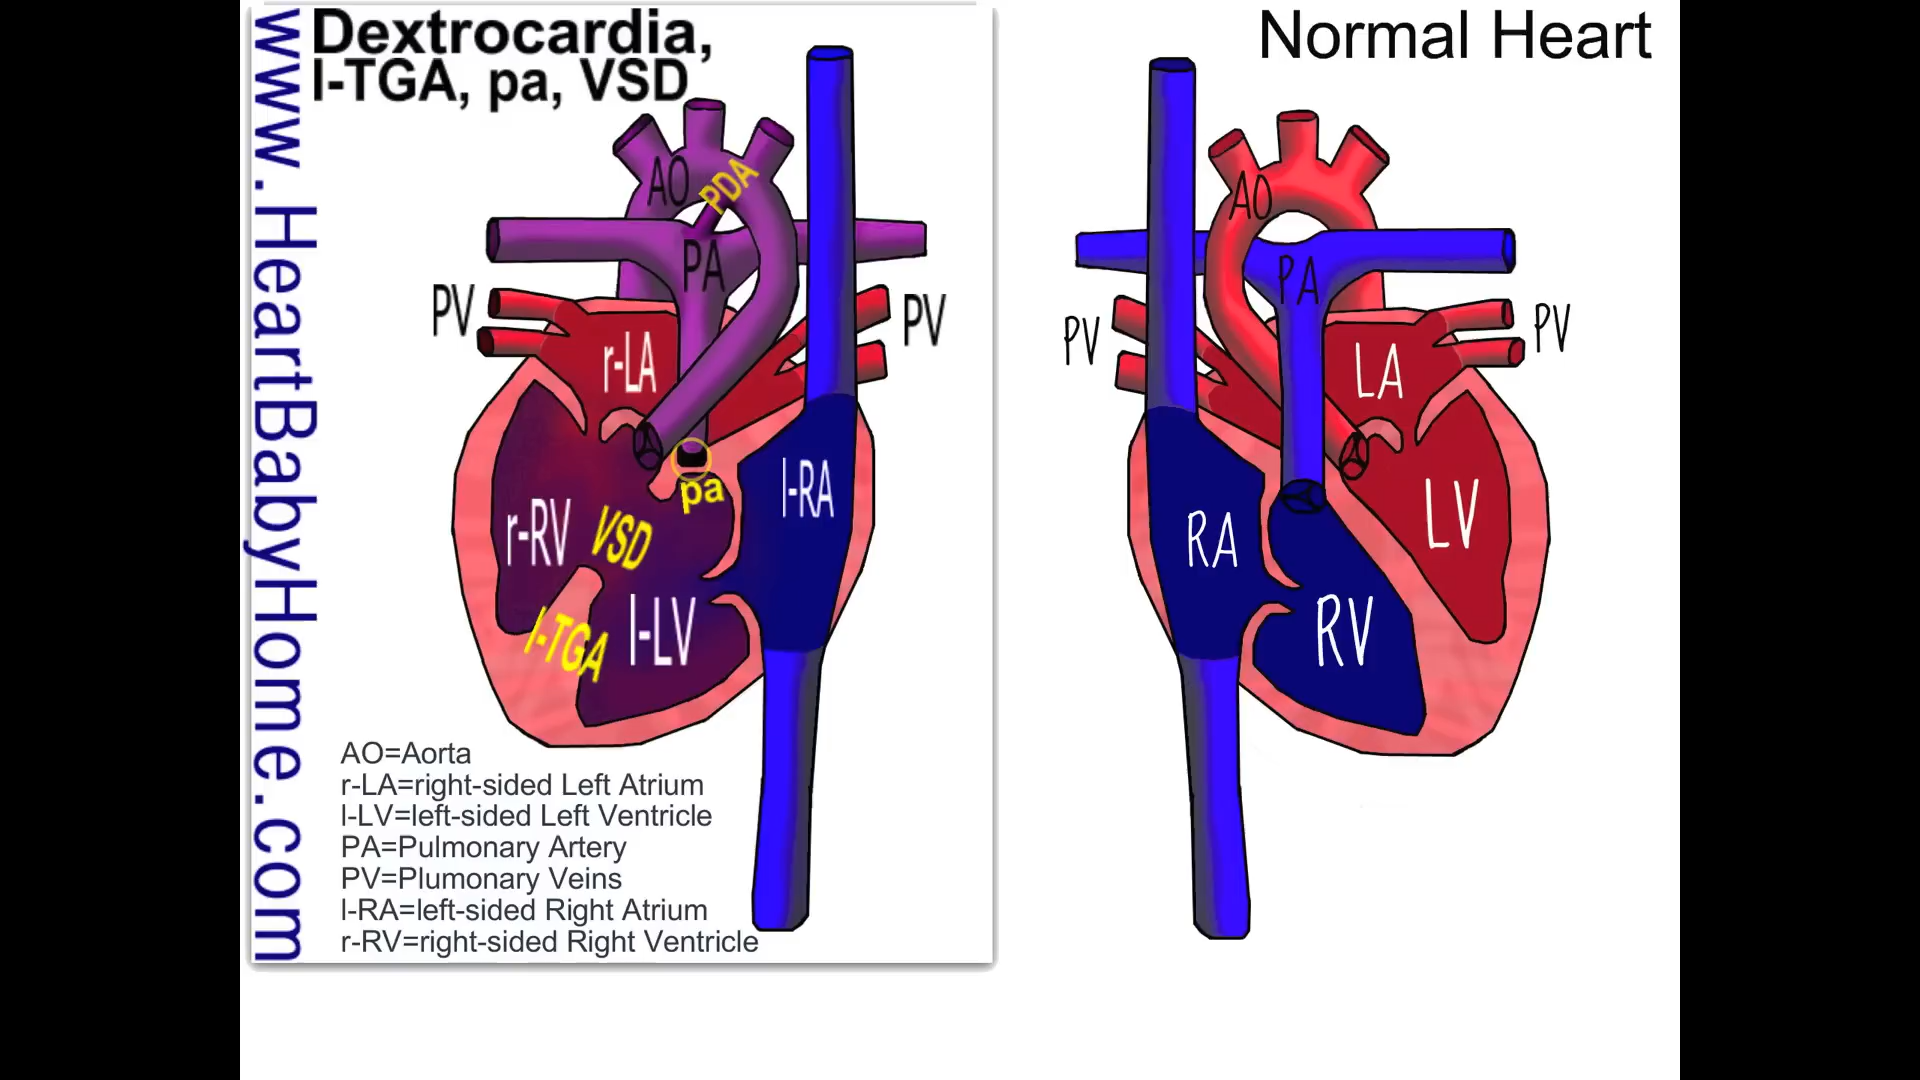 www.HeartBabyHome.com
Dextrocardia,
l-TGA, pa, VSD
AO
PDA
PA
PV
PV
r-LA
pa
l-RA
r-RV
VSD
l-TGA
l-LV
AO=Aorta
r-LA=right-sided Left Atrium
l-LV=left-sided Left Ventricle
PA=Pulmonary Artery
PV=Plumonary Veins
l-RA=left-sided Right Atrium
r-RV=right-sided Right Ventricle
Normal Heart
AO
PA
PV
PV
LA
LV
RA
RV